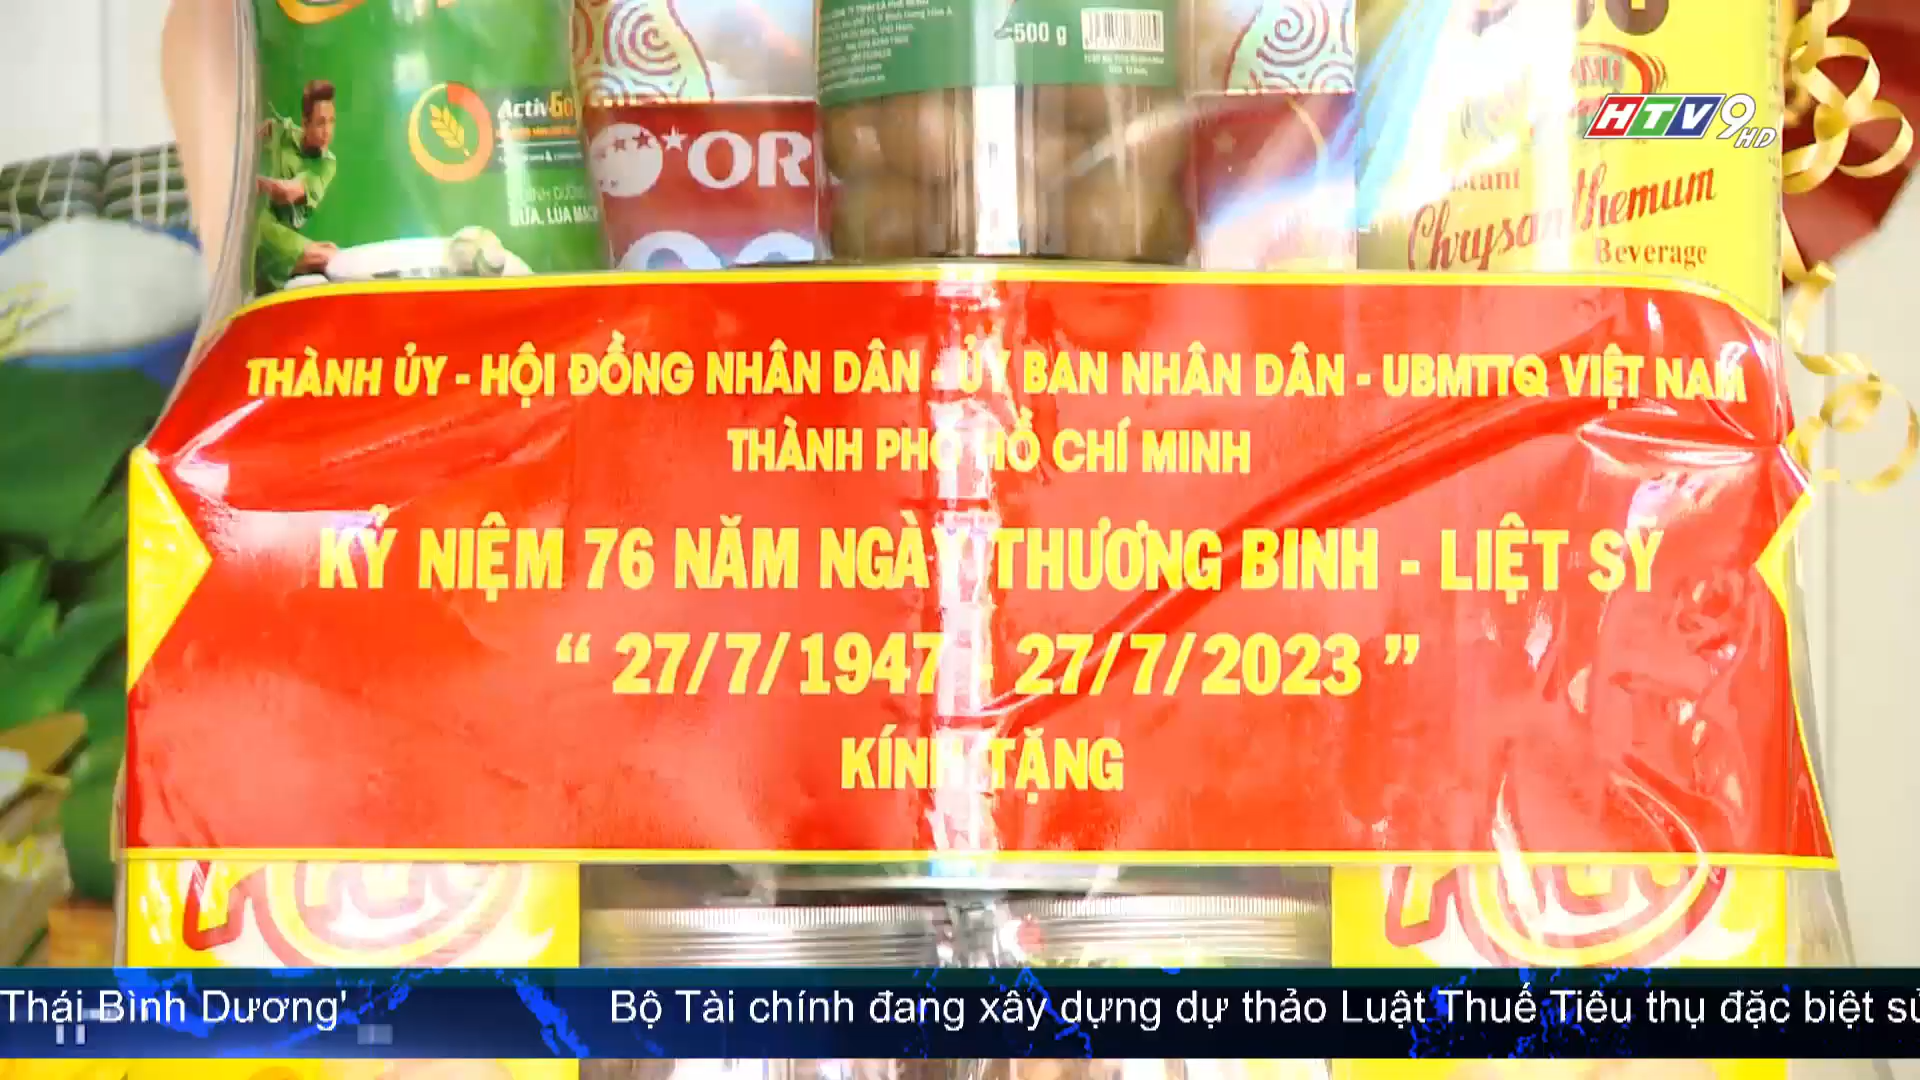 500 g
Activ-Go
ORI
HTV9
HD
Chrysanthemum
Beverage
THÀNH ỦY - HỘI ĐỒNG NHÂN DÂN - ỦY BAN NHÂN DÂN - UBMTTQ VIỆT NAM
THÀNH PHỐ HỒ CHÍ MINH
KỶ NIỆM 76 NĂM NGÀY THƯƠNG BINH - LIỆT SỸ
“ 27/7/1947 - 27/7/2023 ”
KÍNH TẶNG
Thái Bình Dương' Bộ Tài chính đang xây dựng dự thảo Luật Thuế Tiêu thụ đặc biệt sử